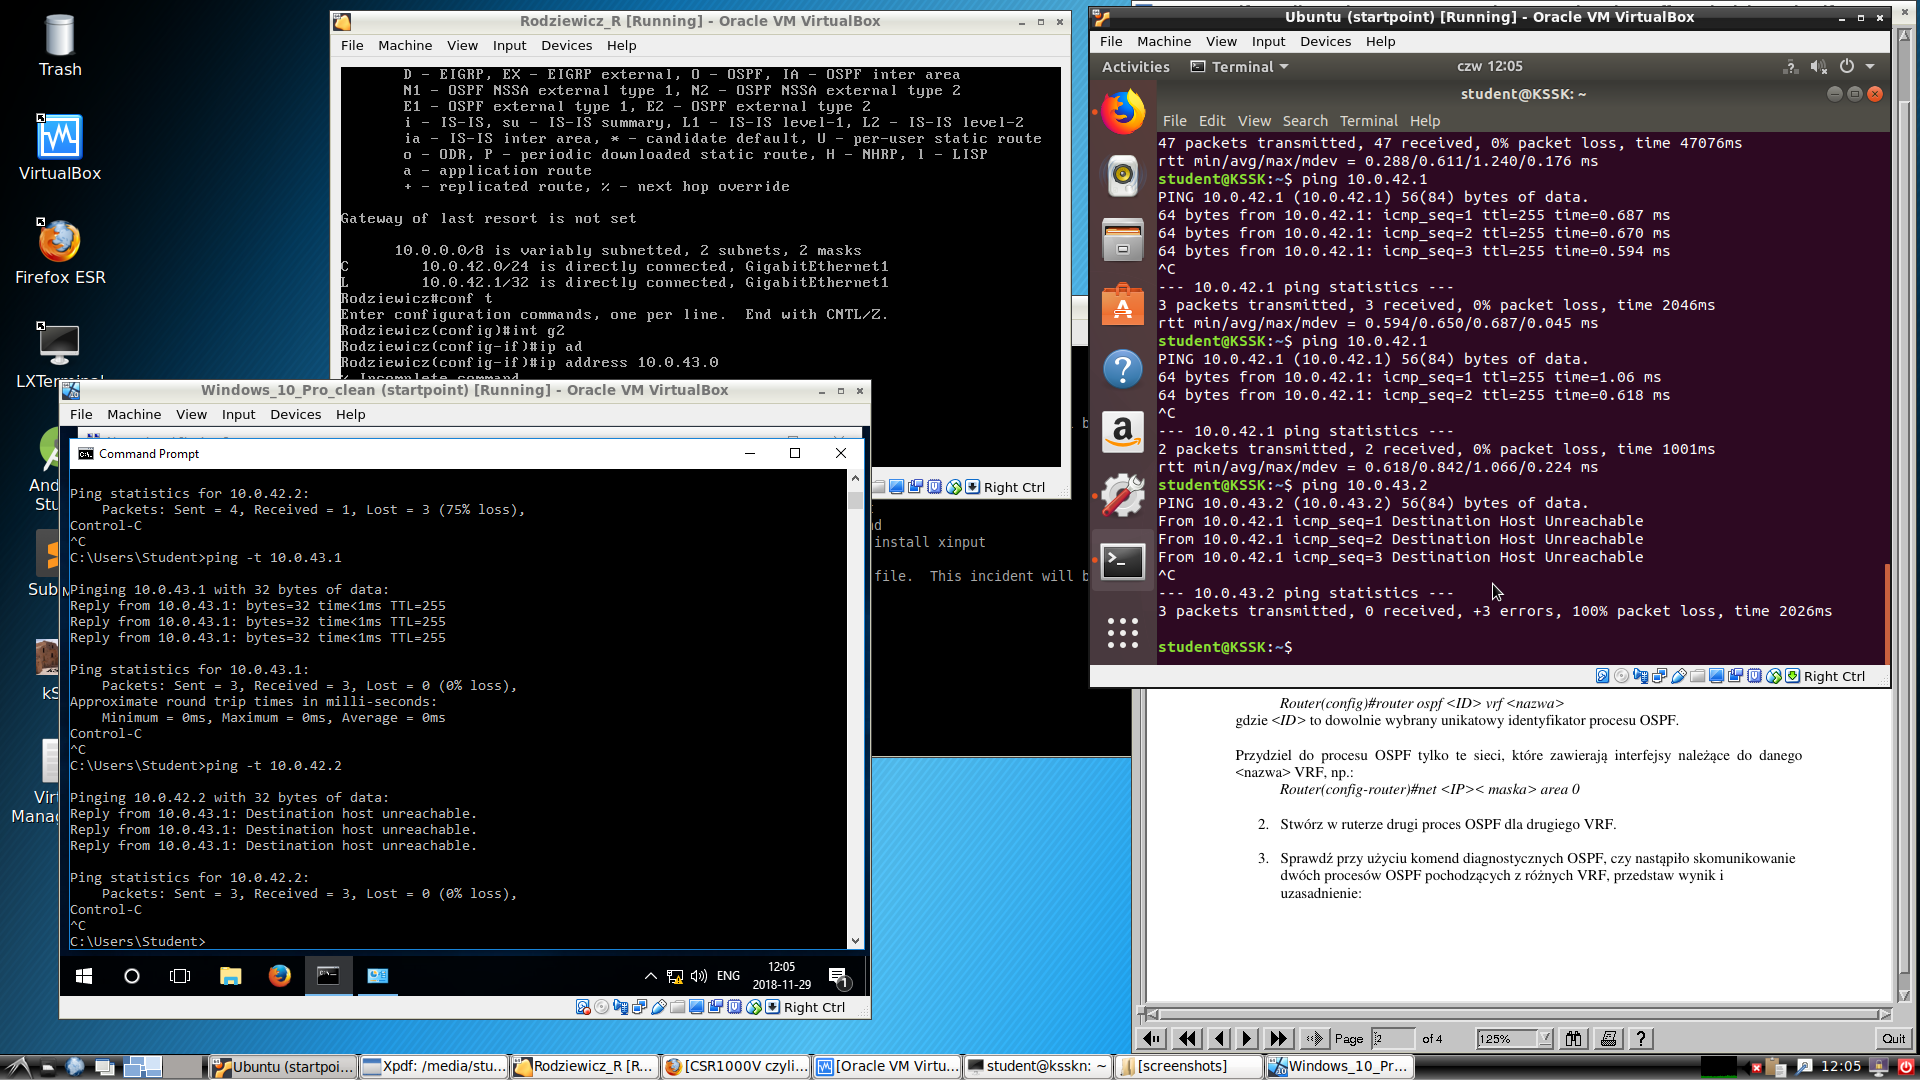 Trash
VirtualBox
Firefox ESR
LXTerminal
Rodziewicz_R [Running] - Oracle VM VirtualBox
File Machine View Input Devices Help
D - EIGRP, EX - EIGRP external, O - OSPF, IA - OSPF inter area
N1 - OSPF NSSA external type 1, N2 - OSPF NSSA external type 2
E1 - OSPF external type 1, E2 - OSPF external type 2
i - IS-IS, su - IS-IS summary, L1 - IS-IS level-1, L2 - IS-IS level-2
ia - IS-IS inter area, * - candidate default, U - per-user static route
o - ODR, P - periodic downloaded static route, H - NHRP, l - LISP
a - application route
+ - replicated route, % - next hop override
Gateway of last resort is not set
10.0.0.0/8 is variably subnetted, 2 subnets, 2 masks
C 10.0.42.0/24 is directly connected, GigabitEthernet1
L 10.0.42.1/32 is directly connected, GigabitEthernet1
Rodziewicz#conf t
Enter configuration commands, one per line. End with CNTL/Z.
Rodziewicz(config)#int g2
Rodziewicz(config-if)#ip ad
Rodziewicz(config-if)#ip address 10.0.43.0
% Incomplete command
Right Ctrl
install xinput
file. This incident will b
Windows_10_Pro_clean (startpoint) [Running] - Oracle VM VirtualBox
File Machine View Input Devices Help
Command Prompt
Ping statistics for 10.0.42.2:
Packets: Sent = 4, Received = 1, Lost = 3 (75% loss),
Control-C
^C
C:\Users\Student>ping -t 10.0.43.1
Pinging 10.0.43.1 with 32 bytes of data:
Reply from 10.0.43.1: bytes=32 time<1ms TTL=255
Reply from 10.0.43.1: bytes=32 time<1ms TTL=255
Reply from 10.0.43.1: bytes=32 time<1ms TTL=255
Ping statistics for 10.0.43.1:
Packets: Sent = 3, Received = 3, Lost = 0 (0% loss),
Approximate round trip times in milli-seconds:
Minimum = 0ms, Maximum = 0ms, Average = 0ms
Control-C
^C
C:\Users\Student>ping -t 10.0.42.2
Pinging 10.0.42.2 with 32 bytes of data:
Reply from 10.0.43.1: Destination host unreachable.
Reply from 10.0.43.1: Destination host unreachable.
Reply from 10.0.43.1: Destination host unreachable.
Ping statistics for 10.0.42.2:
Packets: Sent = 3, Received = 3, Lost = 0 (0% loss),
Control-C
^C
C:\Users\Student>
ENG
12:05
2018-11-29
1
Right Ctrl
Ubuntu (startpoint) [Running] - Oracle VM VirtualBox
File Machine View Input Devices Help
Activities Terminal czw 12:05
student@KSSK: ~
File Edit View Search Terminal Help
47 packets transmitted, 47 received, 0% packet loss, time 47076ms
rtt min/avg/max/mdev = 0.288/0.611/1.240/0.176 ms
student@KSSK:~$ ping 10.0.42.1
PING 10.0.42.1 (10.0.42.1) 56(84) bytes of data.
64 bytes from 10.0.42.1: icmp_seq=1 ttl=255 time=0.687 ms
64 bytes from 10.0.42.1: icmp_seq=2 ttl=255 time=0.670 ms
64 bytes from 10.0.42.1: icmp_seq=3 ttl=255 time=0.594 ms
^C
--- 10.0.42.1 ping statistics ---
3 packets transmitted, 3 received, 0% packet loss, time 2046ms
rtt min/avg/max/mdev = 0.594/0.650/0.687/0.045 ms
student@KSSK:~$ ping 10.0.42.1
PING 10.0.42.1 (10.0.42.1) 56(84) bytes of data.
64 bytes from 10.0.42.1: icmp_seq=1 ttl=255 time=1.06 ms
64 bytes from 10.0.42.1: icmp_seq=2 ttl=255 time=0.618 ms
^C
--- 10.0.42.1 ping statistics ---
2 packets transmitted, 2 received, 0% packet loss, time 1001ms
rtt min/avg/max/mdev = 0.618/0.842/1.066/0.224 ms
student@KSSK:~$ ping 10.0.43.2
PING 10.0.43.2 (10.0.43.2) 56(84) bytes of data.
From 10.0.42.1 icmp_seq=1 Destination Host Unreachable
From 10.0.42.1 icmp_seq=2 Destination Host Unreachable
From 10.0.42.1 icmp_seq=3 Destination Host Unreachable
^C
--- 10.0.43.2 ping statistics ---
3 packets transmitted, 0 received, +3 errors, 100% packet loss, time 2026ms
student@KSSK:~$
Right Ctrl
Router(config)#router ospf <ID> vrf <nazwa>
gdzie <ID> to dowolnie wybrany unikatowy identyfikator procesu OSPF.
Przydziel do procesu OSPF tylko te sieci, które zawierają interfejsy należące do danego
<nazwa> VRF, np.:
Router(config-router)#net <IP>< maska> area 0
2. Stwórz w ruterze drugi proces OSPF dla drugiego VRF.
3. Sprawdź przy użyciu komend diagnostycznych OSPF, czy nastąpiło skomunikowanie
dwóch procesów OSPF pochodzących z różnych VRF, przedstaw wynik i
uzasadnienie:
Page 2 of 4 125% Quit
Ubuntu (startpoi... Xpdf: /media/stu... Rodziewicz_R [R... [CSR1000V czyli... [Oracle VM Virtu... student@ksskn: ~ [screenshots] Windows_10_Pr... 12:05